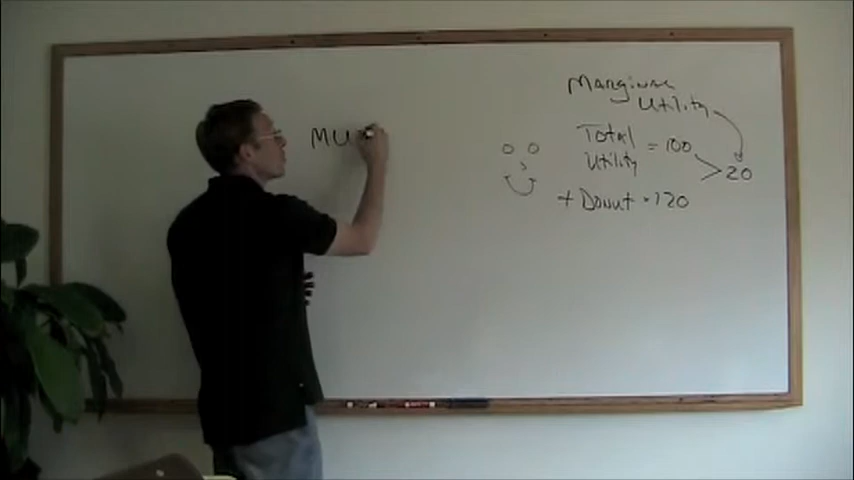 MU
Marginal
Utility
Total
Utility = 100
20
+ Donut = 120